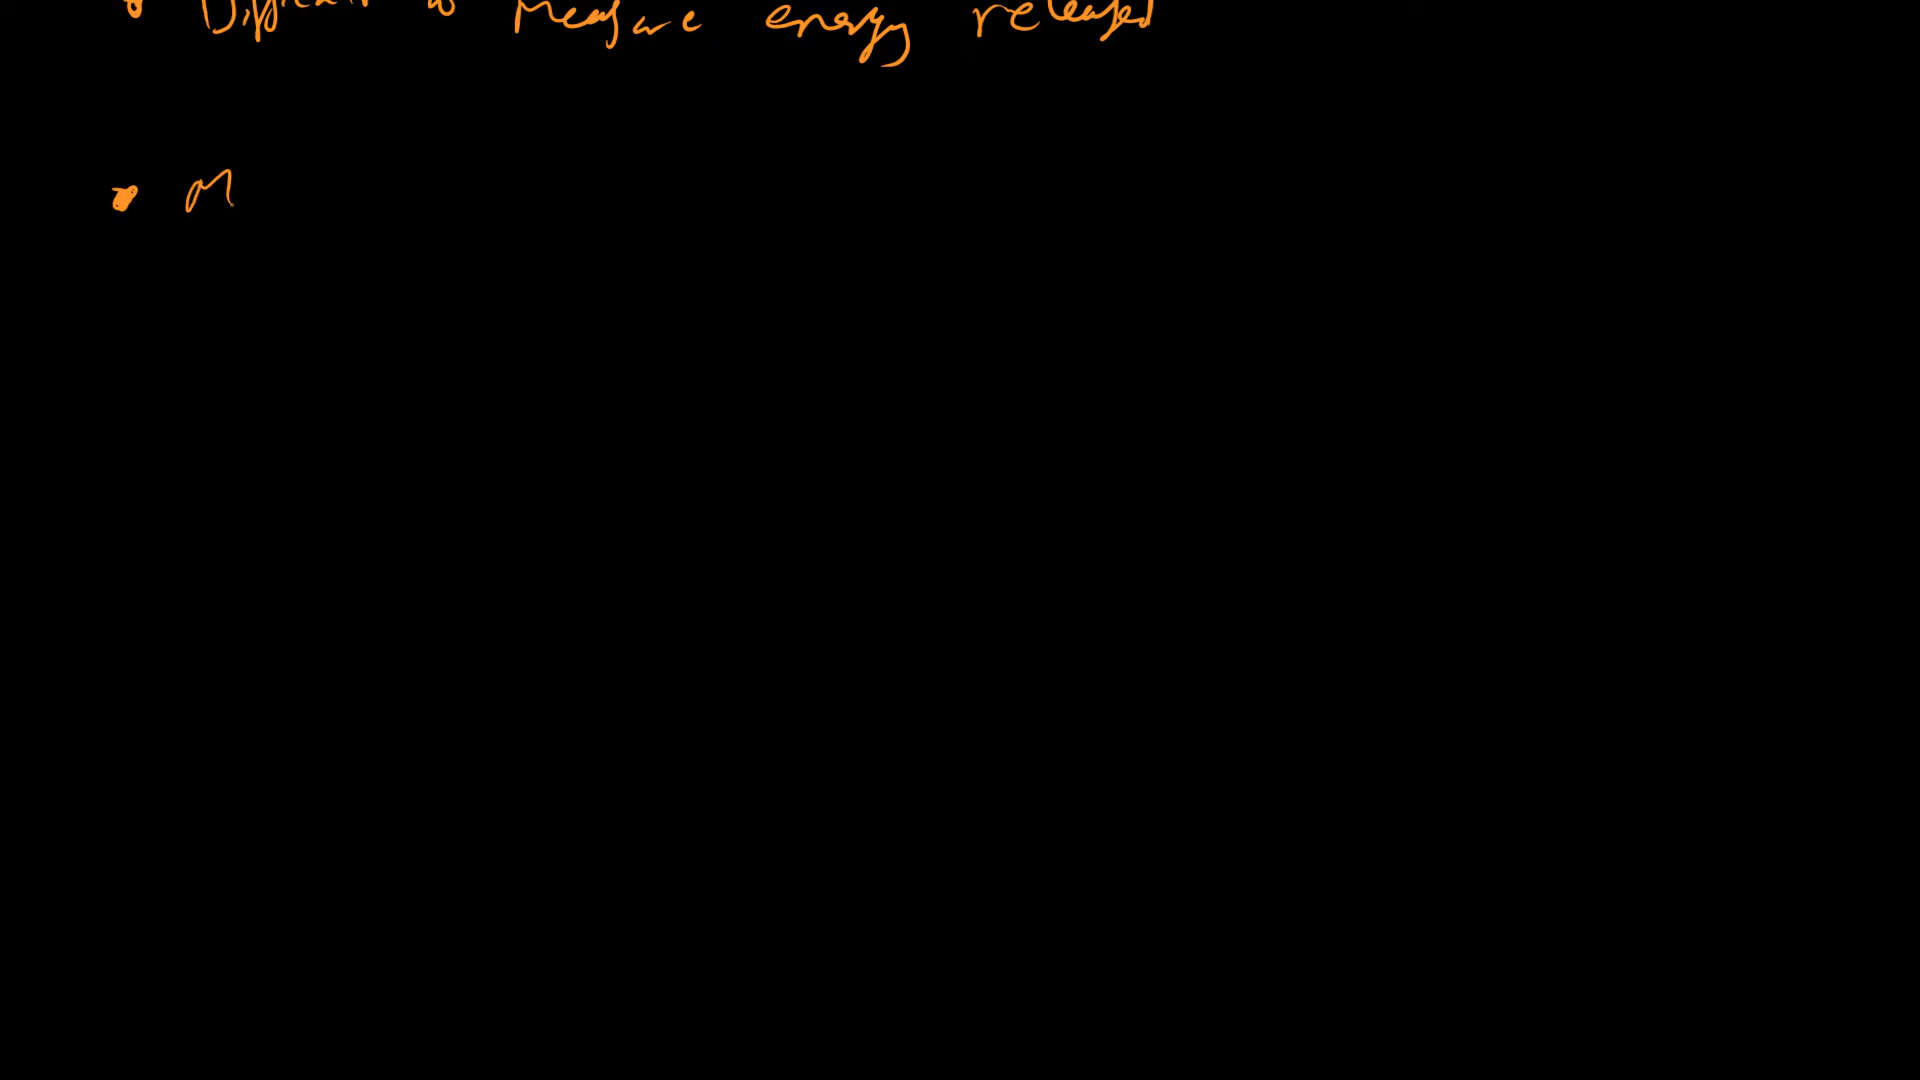 • Difficult to measure energy released
• M